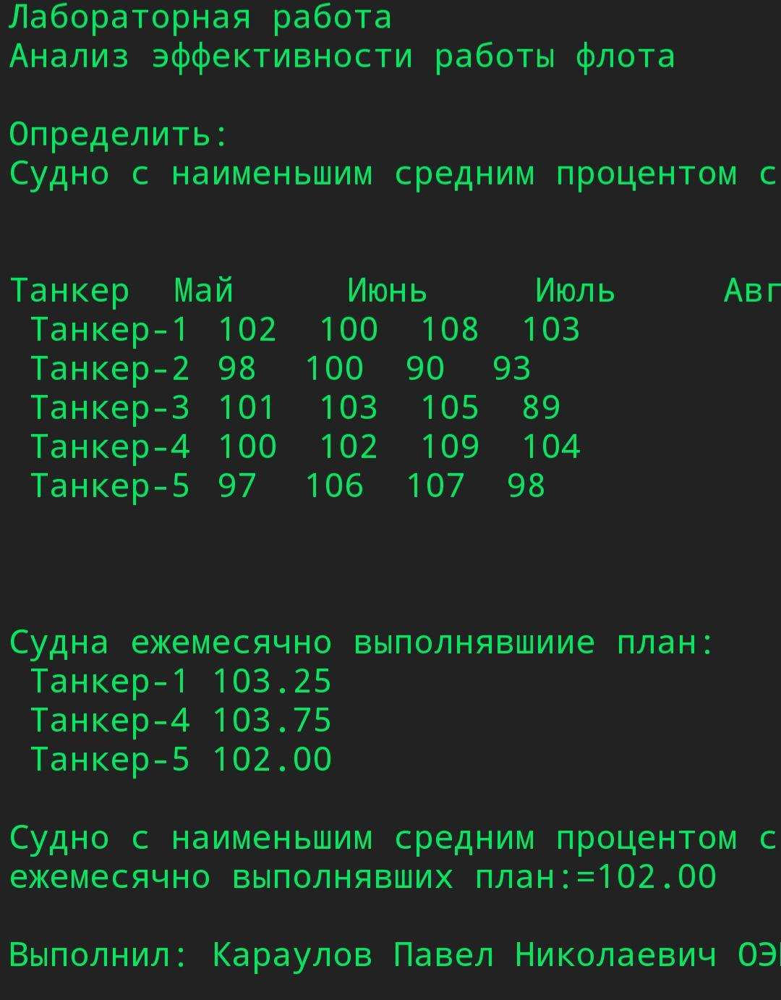 Лабораторная работа
Анализ эффективности работы флота
Определить:
Судно с наименьшим средним процентом с
Танкер Май Июнь Июль Авг
Танкер-1 102 100 108 103
Танкер-2 98 100 90 93
Танкер-3 101 103 105 89
Танкер-4 100 102 109 104
Танкер-5 97 106 107 98
Судна ежемесячно выполнявшиие план:
Танкер-1 103.25
Танкер-4 103.75
Танкер-5 102.00
Судно с наименьшим средним процентом с
ежемесячно выполнявших план:=102.00
Выполнил: Караулов Павел Николаевич